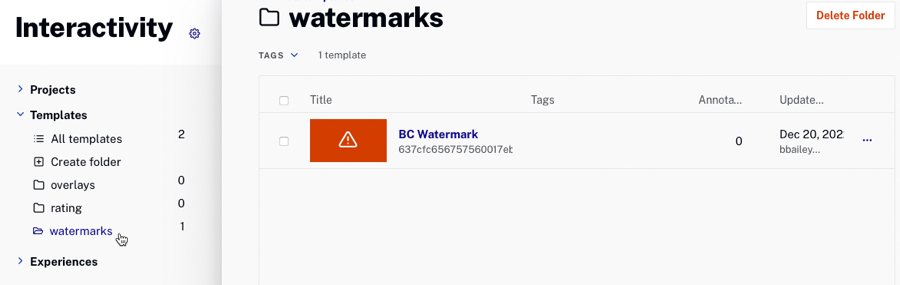 Interactivity
Projects
Templates
All templates 2
Create folder
overlays 0
rating 0
watermarks 1
Experiences
watermarks
Delete Folder
TAGS 1 template
Title Tags Annota... Update...
BC Watermark 0 Dec 20, 202
637cfc656757560017eb bbailey...
...